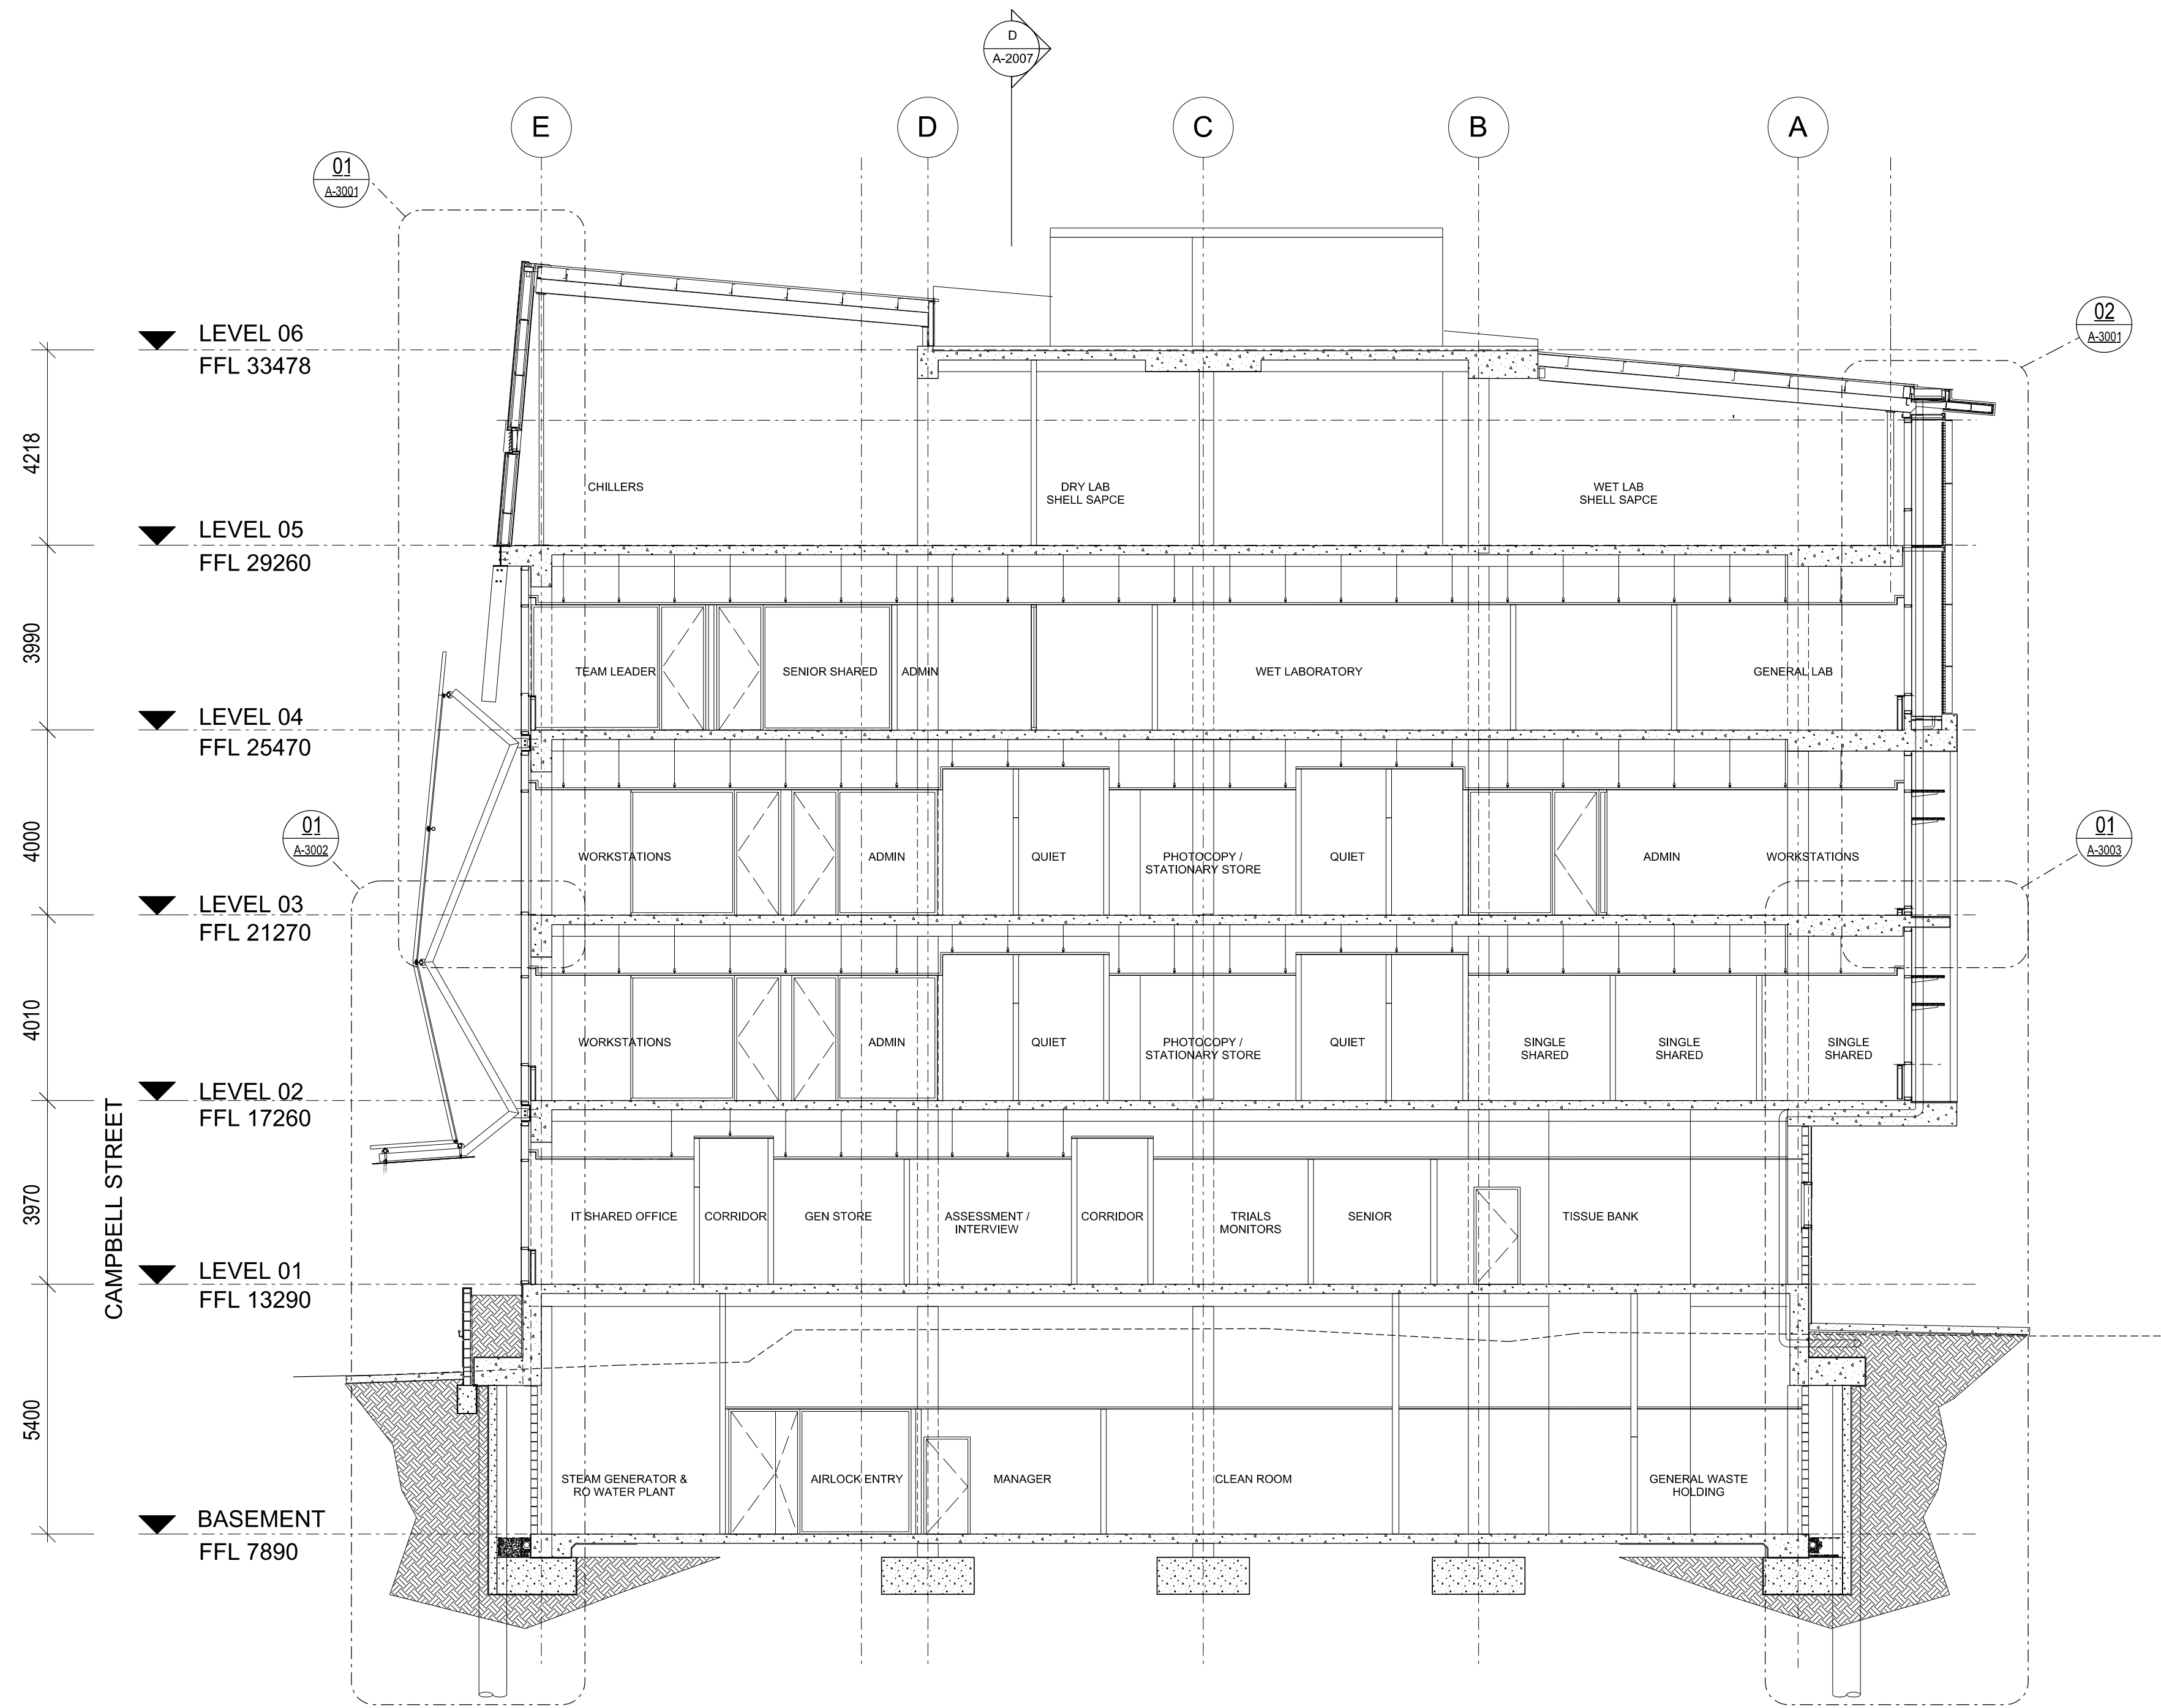 D
A-2007
E
D
C
B
A
01
A-3001
02
A-3001
LEVEL 06
FFL 33478
4218
CHILLERS
DRY LAB
SHELL SAPCE
WET LAB
SHELL SAPCE
LEVEL 05
FFL 29260
3990
TEAM LEADER
SENIOR SHARED
ADMIN
WET LABORATORY
GENERAL LAB
LEVEL 04
FFL 25470
4000
01
A-3002
01
A-3003
WORKSTATIONS
ADMIN
QUIET
PHOTOCOPY /
STATIONARY STORE
QUIET
ADMIN
WORKSTATIONS
LEVEL 03
FFL 21270
4010
WORKSTATIONS
ADMIN
QUIET
PHOTOCOPY /
STATIONARY STORE
QUIET
SINGLE
SHARED
SINGLE
SHARED
SINGLE
SHARED
LEVEL 02
FFL 17260
CAMPBELL STREET
3970
IT SHARED OFFICE
CORRIDOR
GEN STORE
ASSESSMENT /
INTERVIEW
CORRIDOR
TRIALS
MONITORS
SENIOR
TISSUE BANK
LEVEL 01
FFL 13290
5400
STEAM GENERATOR &
RO WATER PLANT
AIRLOCK ENTRY
MANAGER
CLEAN ROOM
GENERAL WASTE
HOLDING
BASEMENT
FFL 7890